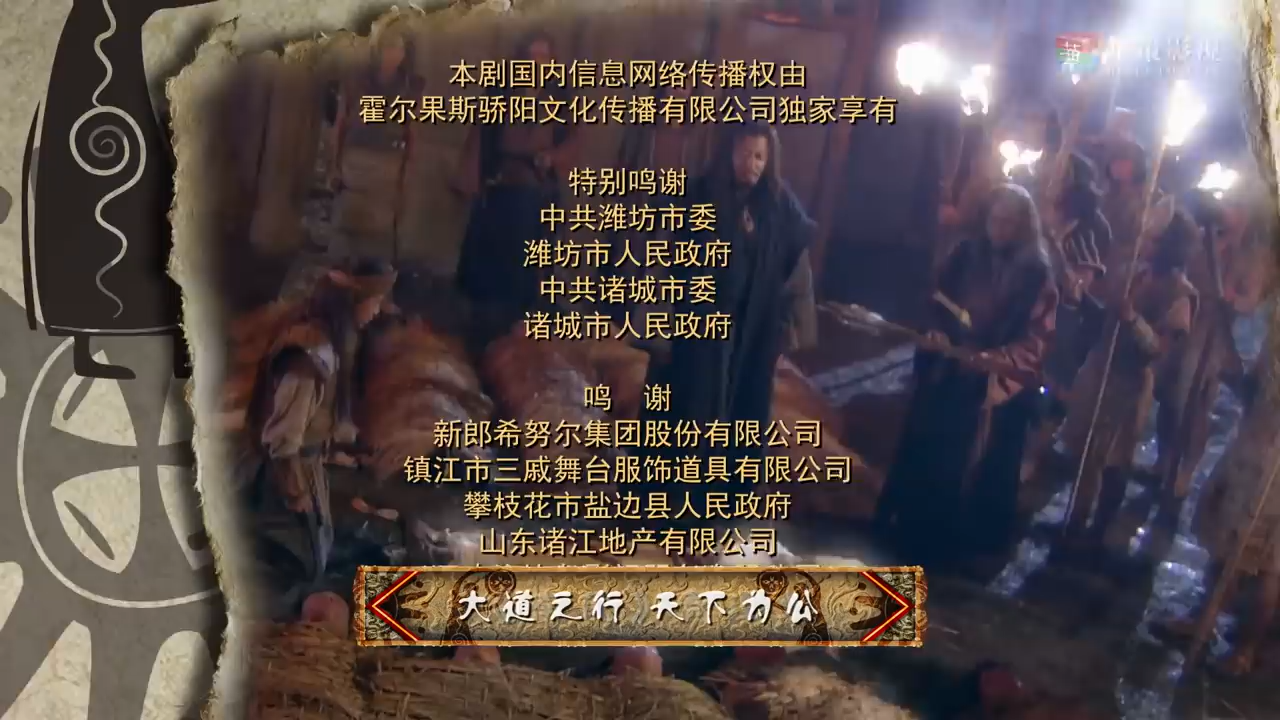 本剧国内信息网络传播权由
霍尔果斯骄阳文化传播有限公司独家享有
特别鸣谢
中共潍坊市委
潍坊市人民政府
中共诸城市委
诸城市人民政府
鸣 谢
新郎希努尔集团股份有限公司
镇江市三戚舞台服饰道具有限公司
攀枝花市盐边县人民政府
山东诸江地产有限公司
大道之行 天下为公